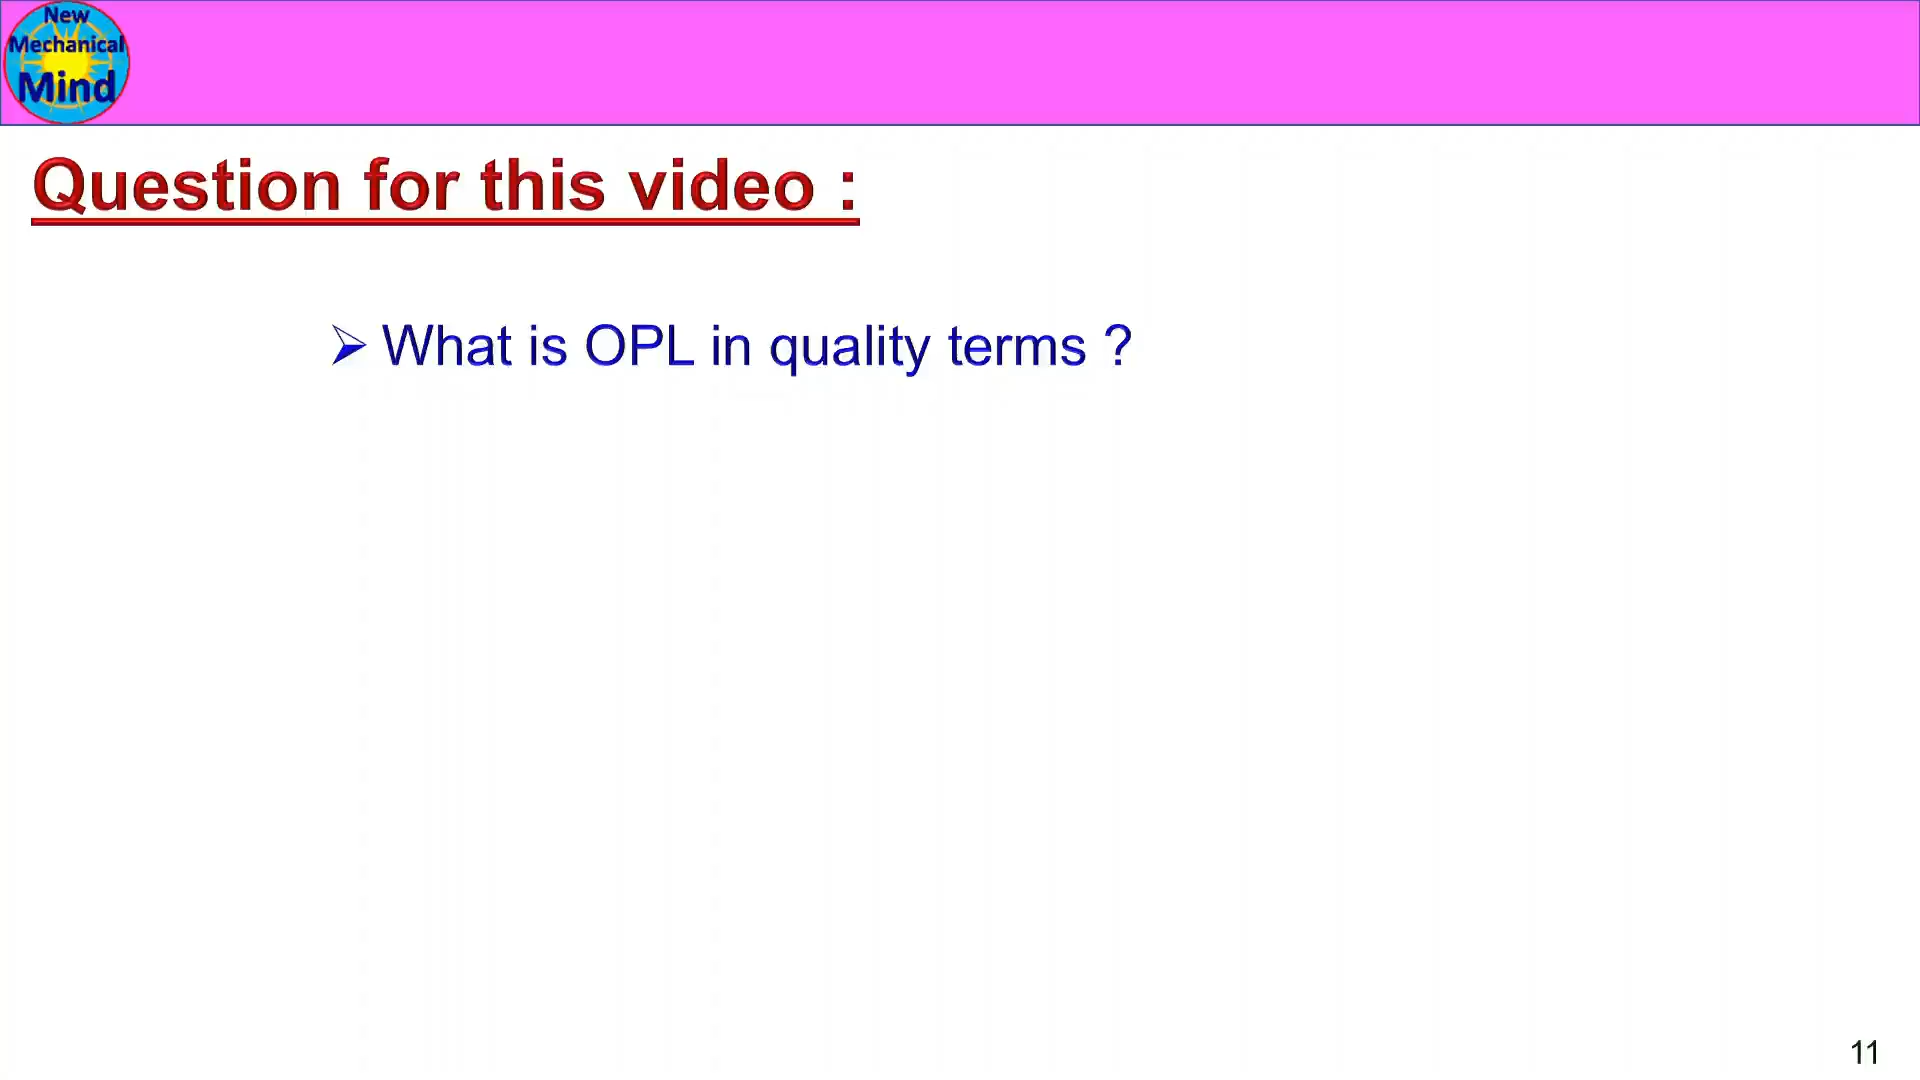 New
Mechanical
Mind
Question for this video :
➢ What is OPL in quality terms ?
11